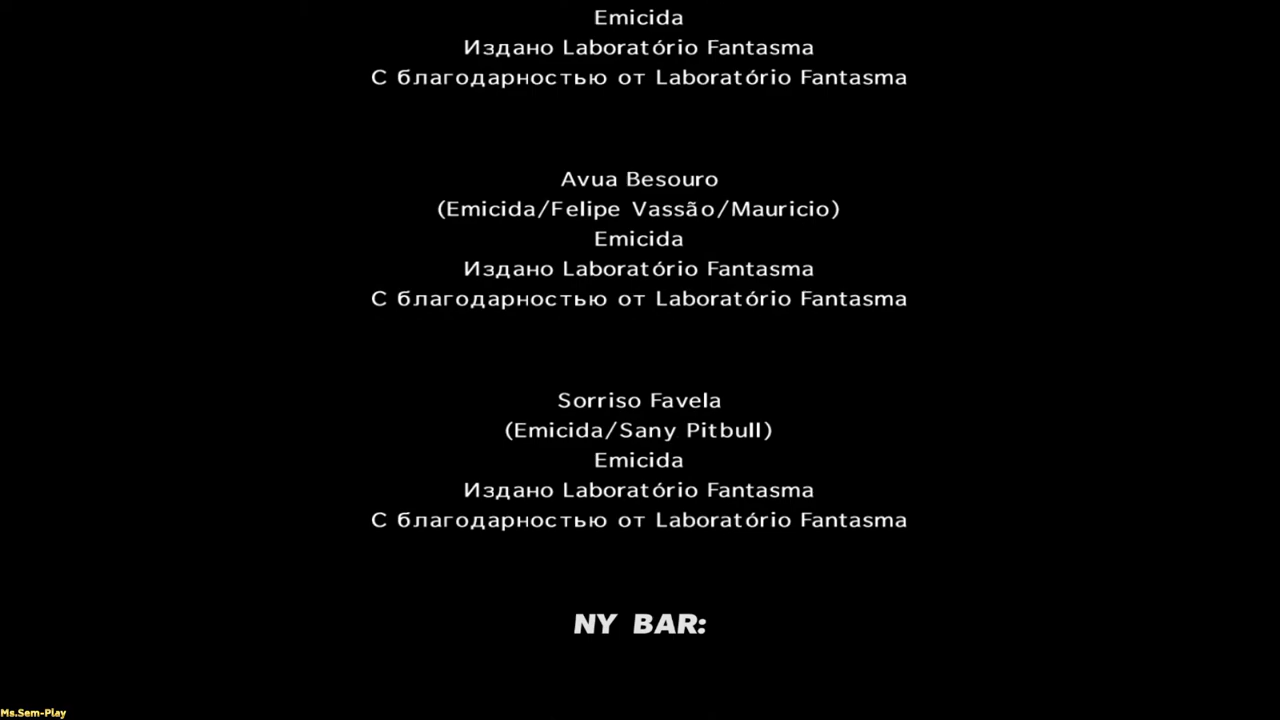 Emicida
Издано Laboratório Fantasma
С благодарностью от Laboratório Fantasma
Avua Besouro
(Emicida/Felipe Vassão/Mauricio)
Emicida
Издано Laboratório Fantasma
С благодарностью от Laboratório Fantasma
Sorriso Favela
(Emicida/Sany Pitbull)
Emicida
Издано Laboratório Fantasma
С благодарностью от Laboratório Fantasma
NY BAR:
Ms.Sem-Play